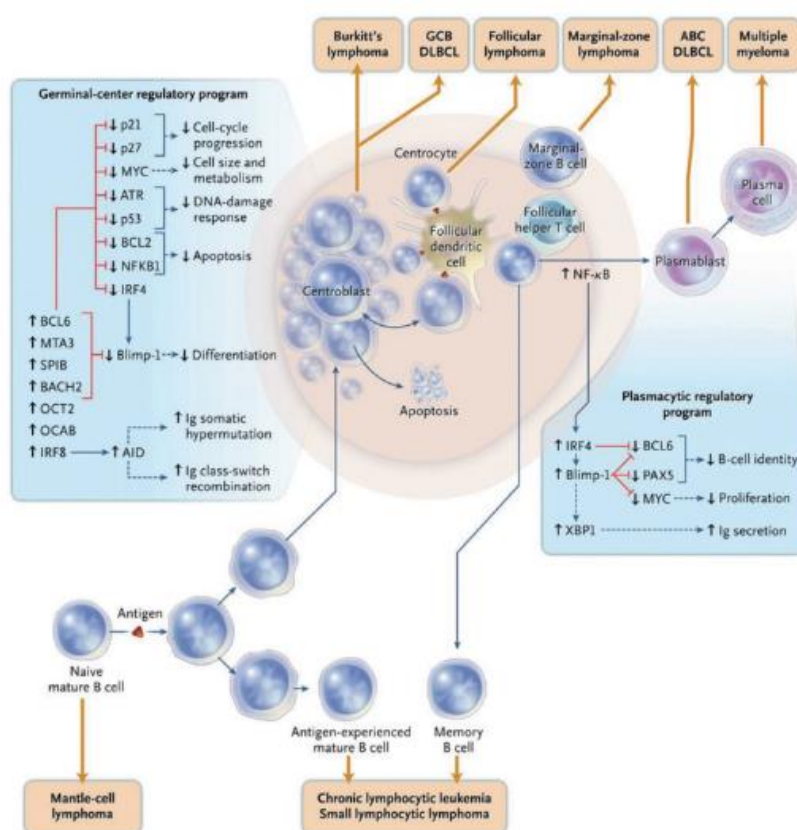 Burkitt's
lymphoma
GCB
DLBCL
Follicular
lymphoma
Marginal-zone
lymphoma
ABC
DLBCL
Multiple
myeloma
Germinal-center regulatory program
↓ p21
↓ p27
↓ Cell-cycle
progression
↓ MYC
↓ Cell size and
metabolism
↓ ATR
↓ p53
↓ DNA-damage
response
↓ BCL2
↓ NFKB1
↓ Apoptosis
↓ IRF4
↑ BCL6
↑ MTA3
↑ SPIB
↑ BACH2
↑ OCT2
↑ OCAB
↑ IRF8
↓ Blimp-1
↓ Differentiation
↑ AID
↑ Ig somatic
hypermutation
↑ Ig class-switch
recombination
Centrocyte
Marginal-
zone B cell
Follicular
helper T cell
Follicular
dendritic
cell
Centroblast
Apoptosis
↑ NF-κB
Plasmablast
Plasma
cell
Plasmacytic regulatory
program
↑ IRF4
↓ BCL6
↑ Blimp-1
↓ PAX5
↓ B-cell identity
↓ MYC
↓ Proliferation
↑ XBP1
↑ Ig secretion
Antigen
Naive
mature B cell
Antigen-experienced
mature B cell
Memory
B cell
Mantle-cell
lymphoma
Chronic lymphocytic leukemia
Small lymphocytic lymphoma